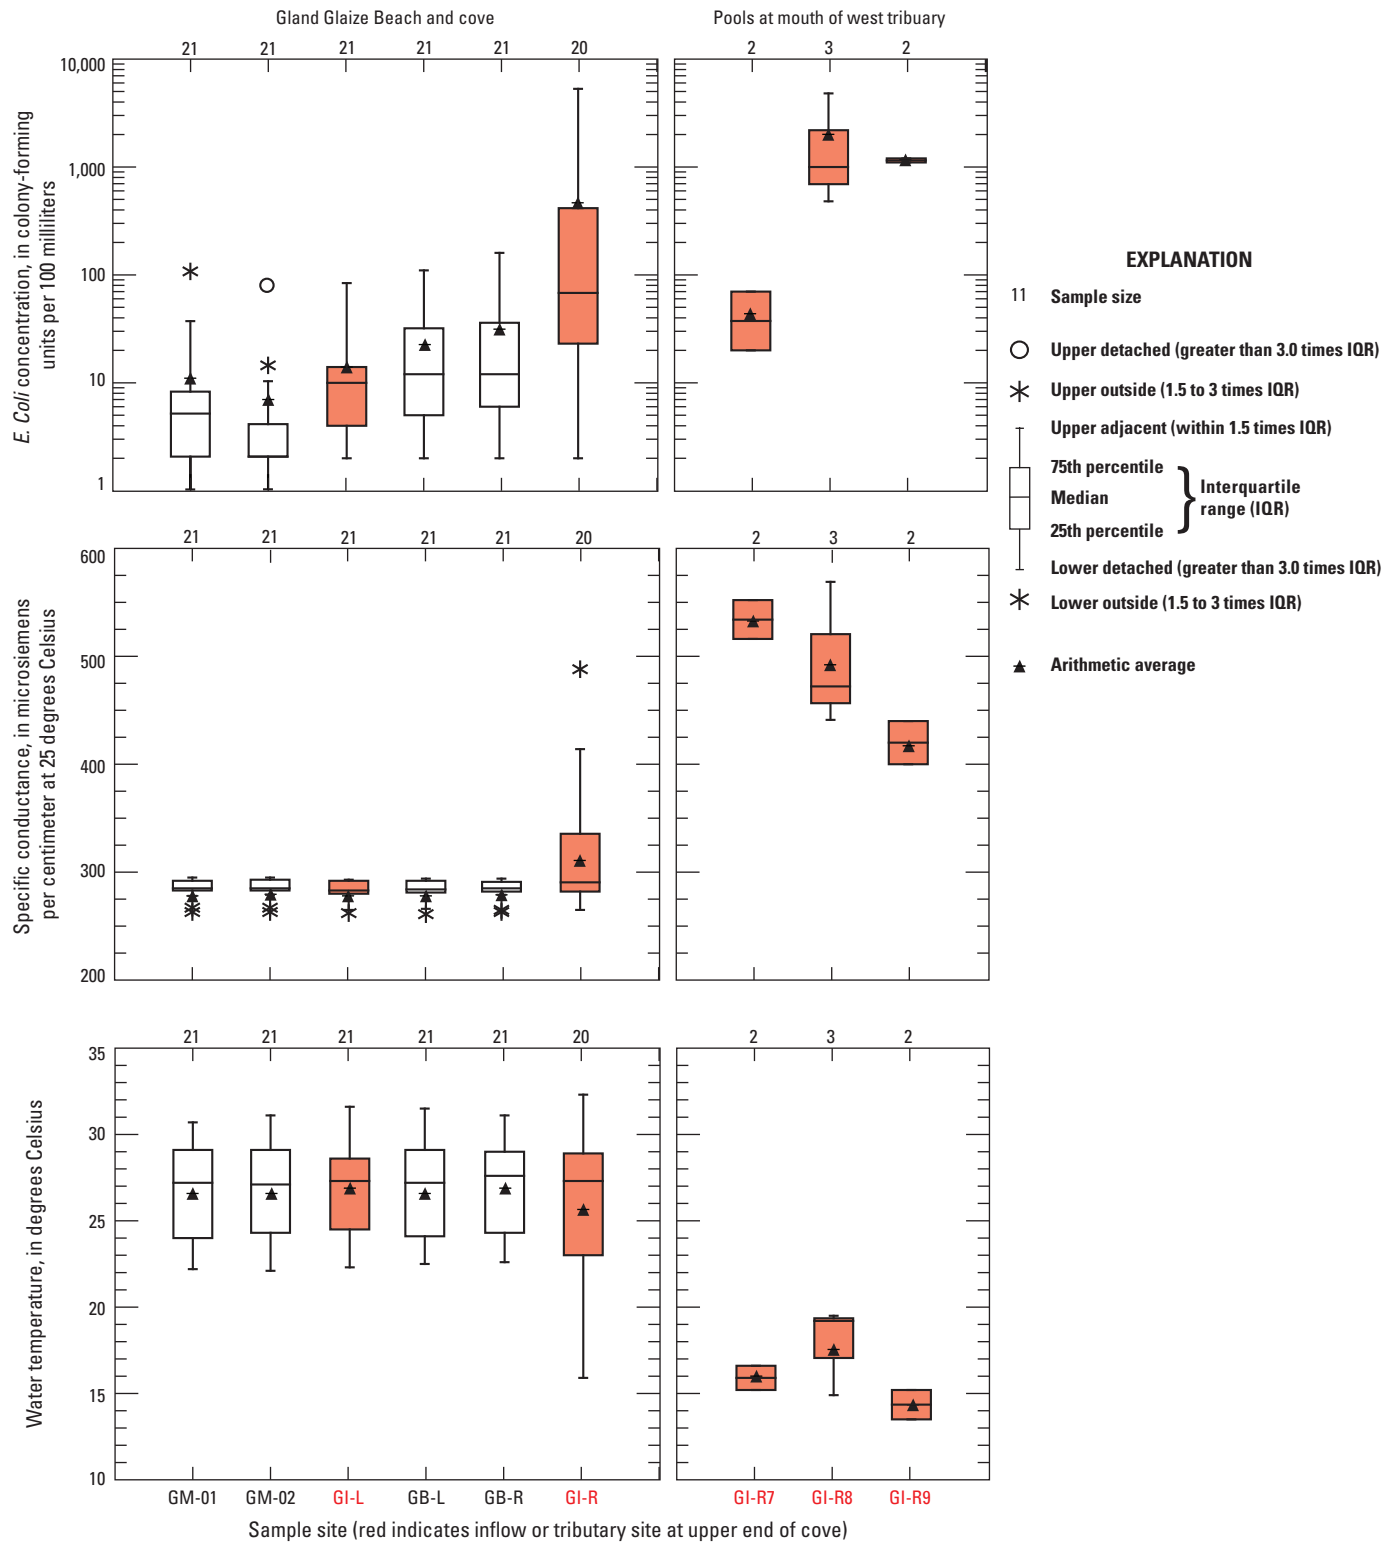 Gland Glaize Beach and cove
Pools at mouth of west tribuary
21 21 21 21 21 20
2 3 2
E. Coli concentration, in colony-forming
units per 100 milliliters
10,000
1,000
100
10
1
EXPLANATION
11 Sample size
Upper detached (greater than 3.0 times IQR)
Upper outside (1.5 to 3 times IQR)
Upper adjacent (within 1.5 times IQR)
75th percentile
Median
25th percentile
Interquartile
range (IQR)
Lower detached (greater than 3.0 times IQR)
Lower outside (1.5 to 3 times IQR)
Arithmetic average
21 21 21 21 21 20
2 3 2
Specific conductance, in microsiemens
per centimeter at 25 degrees Celsius
600
500
400
300
200
21 21 21 21 21 20
2 3 2
Water temperature, in degrees Celsius
35
30
25
20
15
10
GM-01 GM-02 GI-L GB-L GB-R GI-R
GI-R7 GI-R8 GI-R9
Sample site (red indicates inflow or tributary site at upper end of cove)